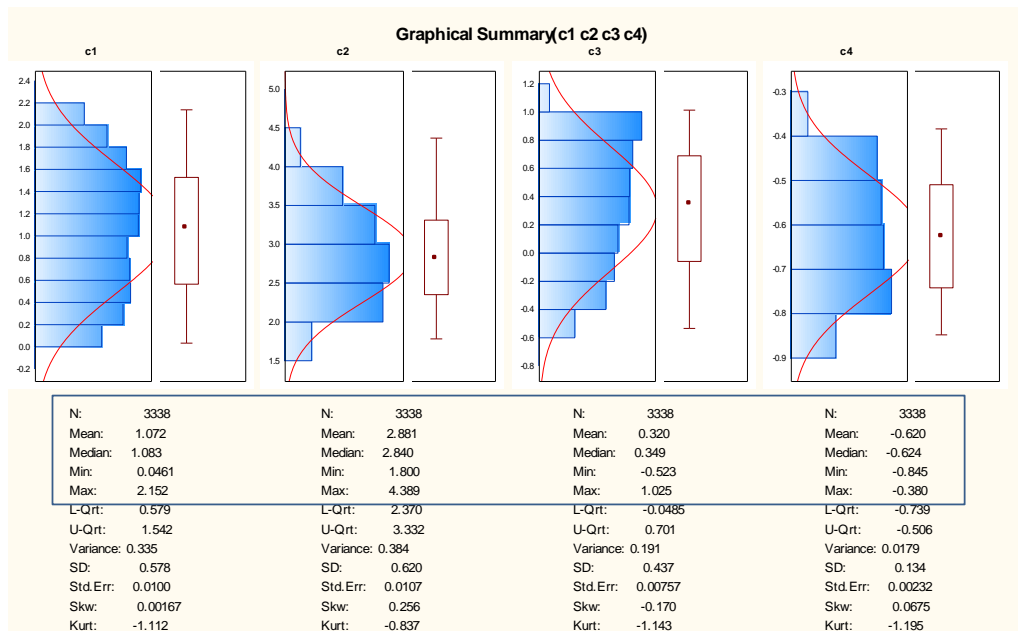 Graphical Summary(c1 c2 c3 c4)
c1 c2 c3 c4
2.4
2.2
2.0
1.8
1.6
1.4
1.2
1.0
0.8
0.6
0.4
0.2
0.0
-0.2
5.0
4.5
4.0
3.5
3.0
2.5
2.0
1.5
1.2
1.0
0.8
0.6
0.4
0.2
0.0
-0.2
-0.4
-0.6
-0.8
-0.3
-0.4
-0.5
-0.6
-0.7
-0.8
-0.9
N: 3338 N: 3338 N: 3338 N: 3338
Mean: 1.072 Mean: 2.881 Mean: 0.320 Mean: -0.620
Median: 1.083 Median: 2.840 Median: 0.349 Median: -0.624
Min: 0.0461 Min: 1.800 Min: -0.523 Min: -0.845
Max: 2.152 Max: 4.389 Max: 1.025 Max: -0.380
L-Qrt: 0.579 L-Qrt: 2.370 L-Qrt: -0.0485 L-Qrt: -0.739
U-Qrt: 1.542 U-Qrt: 3.332 U-Qrt: 0.701 U-Qrt: -0.506
Variance: 0.335 Variance: 0.384 Variance: 0.191 Variance: 0.0179
SD: 0.578 SD: 0.620 SD: 0.437 SD: 0.134
Std.Err: 0.0100 Std.Err: 0.0107 Std.Err: 0.00757 Std.Err: 0.00232
Skw: 0.00167 Skw: 0.256 Skw: -0.170 Skw: 0.0675
Kurt: -1.112 Kurt: -0.837 Kurt: -1.143 Kurt: -1.195